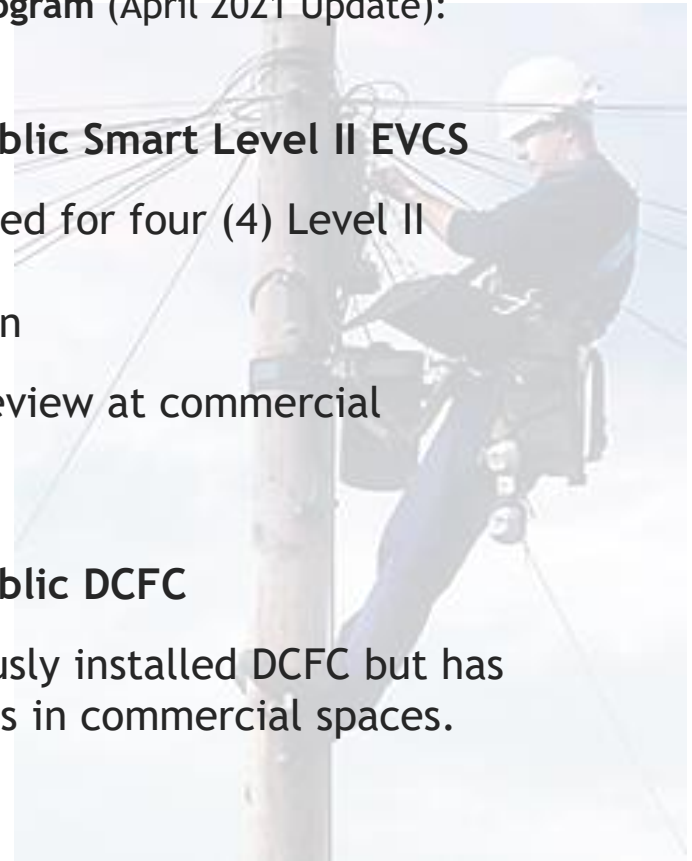 ogram (April 2021 Update):
blic Smart Level II EVCS
ed for four (4) Level II
n
eview at commercial
blic DCFC
usly installed DCFC but has
s in commercial spaces.